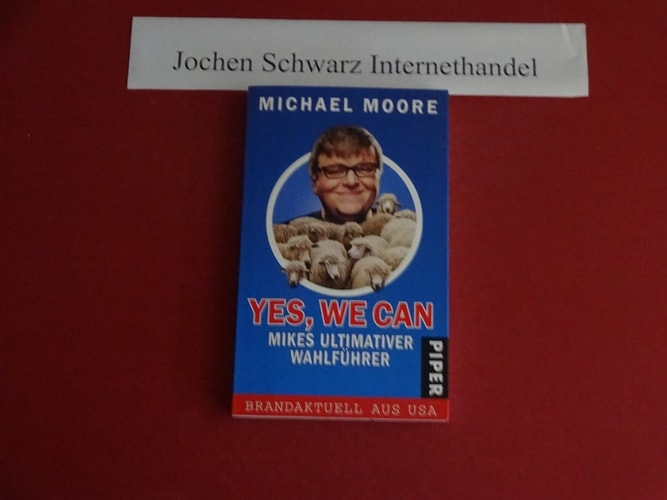 Jochen Schwarz Internethandel
MICHAEL MOORE
YES, WE CAN
MIKES ULTIMATIVER
WAHLFÜHRER
PIPER
BRANDAKTUELL AUS USA